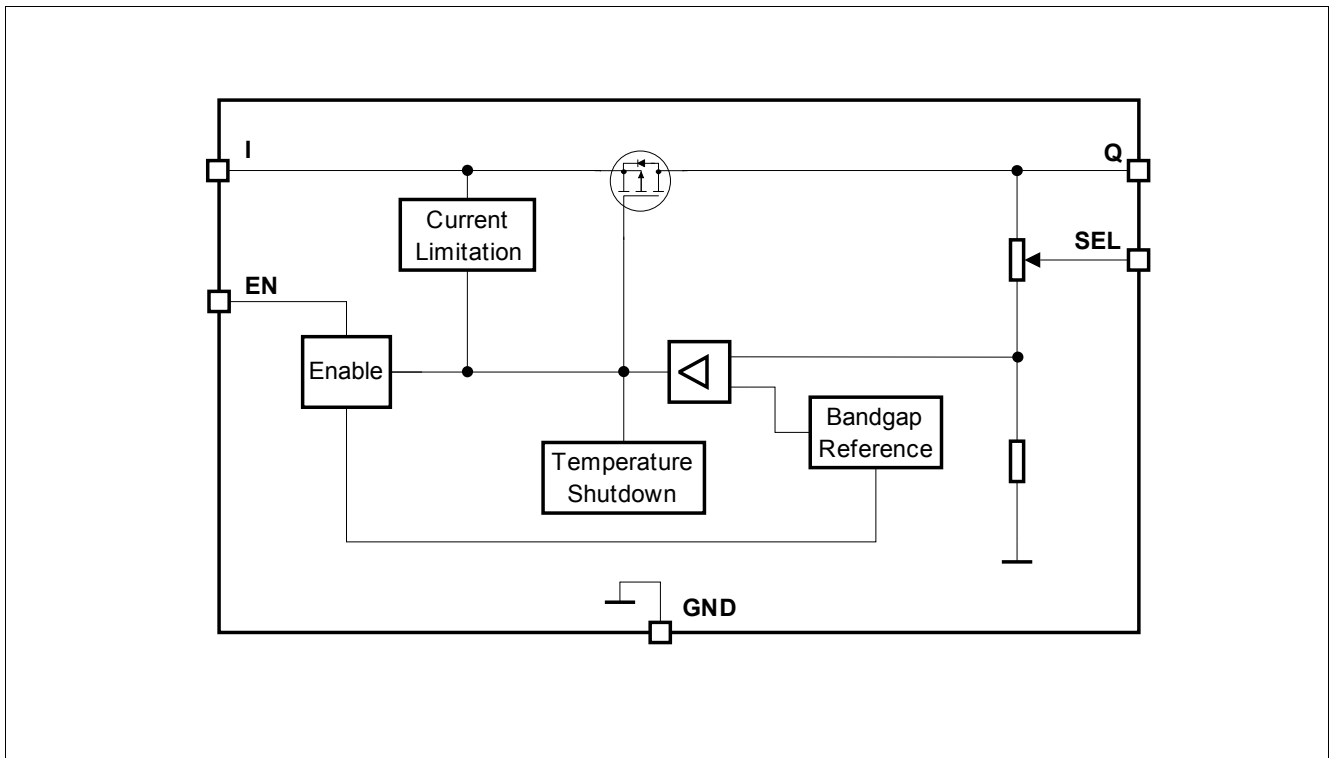 I
Q
Current
Limitation
SEL
EN
Enable
Bandgap
Reference
Temperature
Shutdown
GND